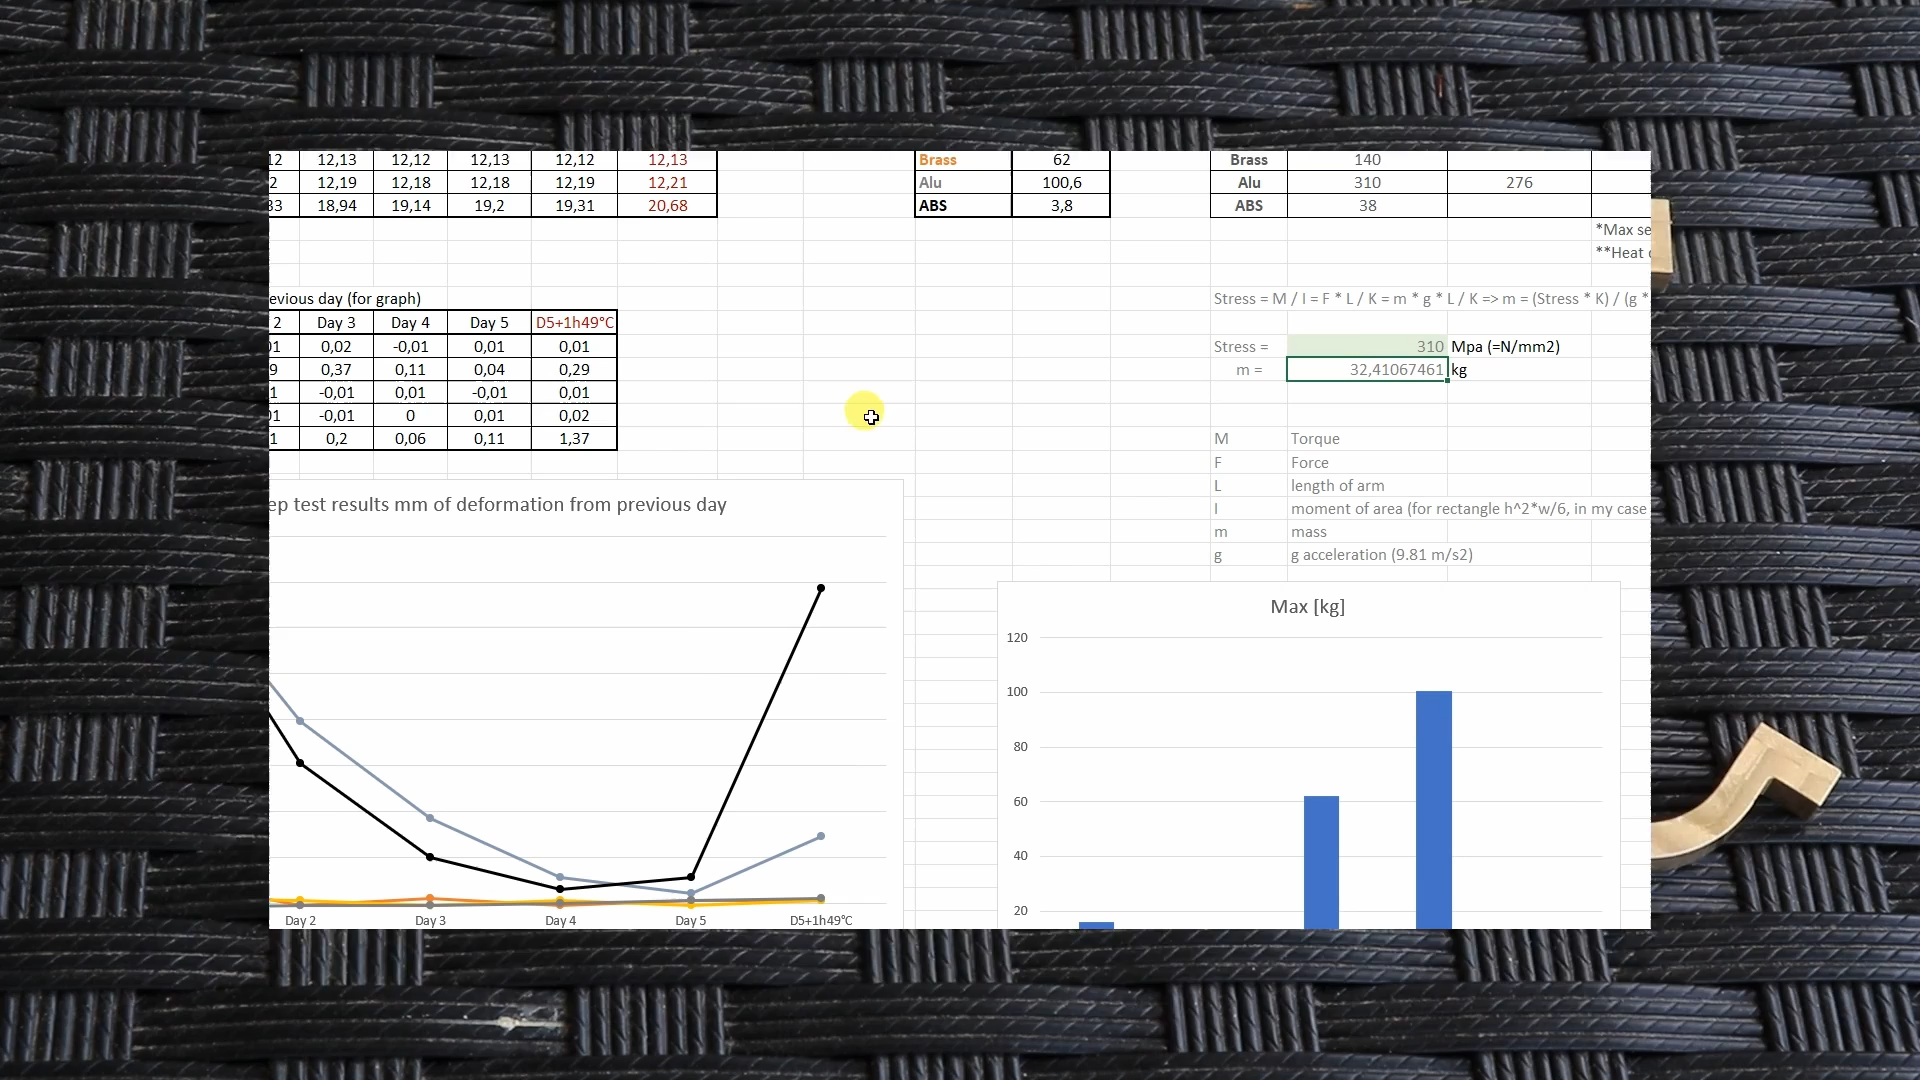 12 12,13 12,12 12,13 12,12 12,13
2 12,19 12,18 12,18 12,19 12,21
33 18,94 19,14 19,2 19,31 20,68
Brass 62
Alu 100,6
ABS 3,8
Brass 140
Alu 310 276
ABS 38
*Max se
**Heat
evious day (for graph)
2 Day 3 Day 4 Day 5 D5+1h49°C
01 0,02 -0,01 0,01 0,01
9 0,37 0,11 0,04 0,29
1 -0,01 0,01 -0,01 0,01
01 -0,01 0 0,01 0,02
1 0,2 0,06 0,11 1,37
Stress = M / I = F * L / K = m * g * L / K => m = (Stress * K) / (g *
Stress = 310 Mpa (=N/mm2)
m = 32,41067461 kg
M Torque
F Force
L length of arm
I moment of area (for rectangle h^2*w/6, in my case
m mass
g g acceleration (9.81 m/s2)
ep test results mm of deformation from previous day
Day 2 Day 3 Day 4 Day 5 D5+1h49°C
Max [kg]
120
100
80
60
40
20